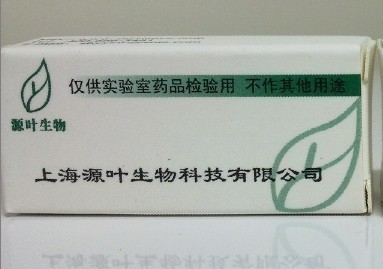 仅供实验室药品检验用 不作其他用途
源叶生物
上海源叶生物科技有限公司